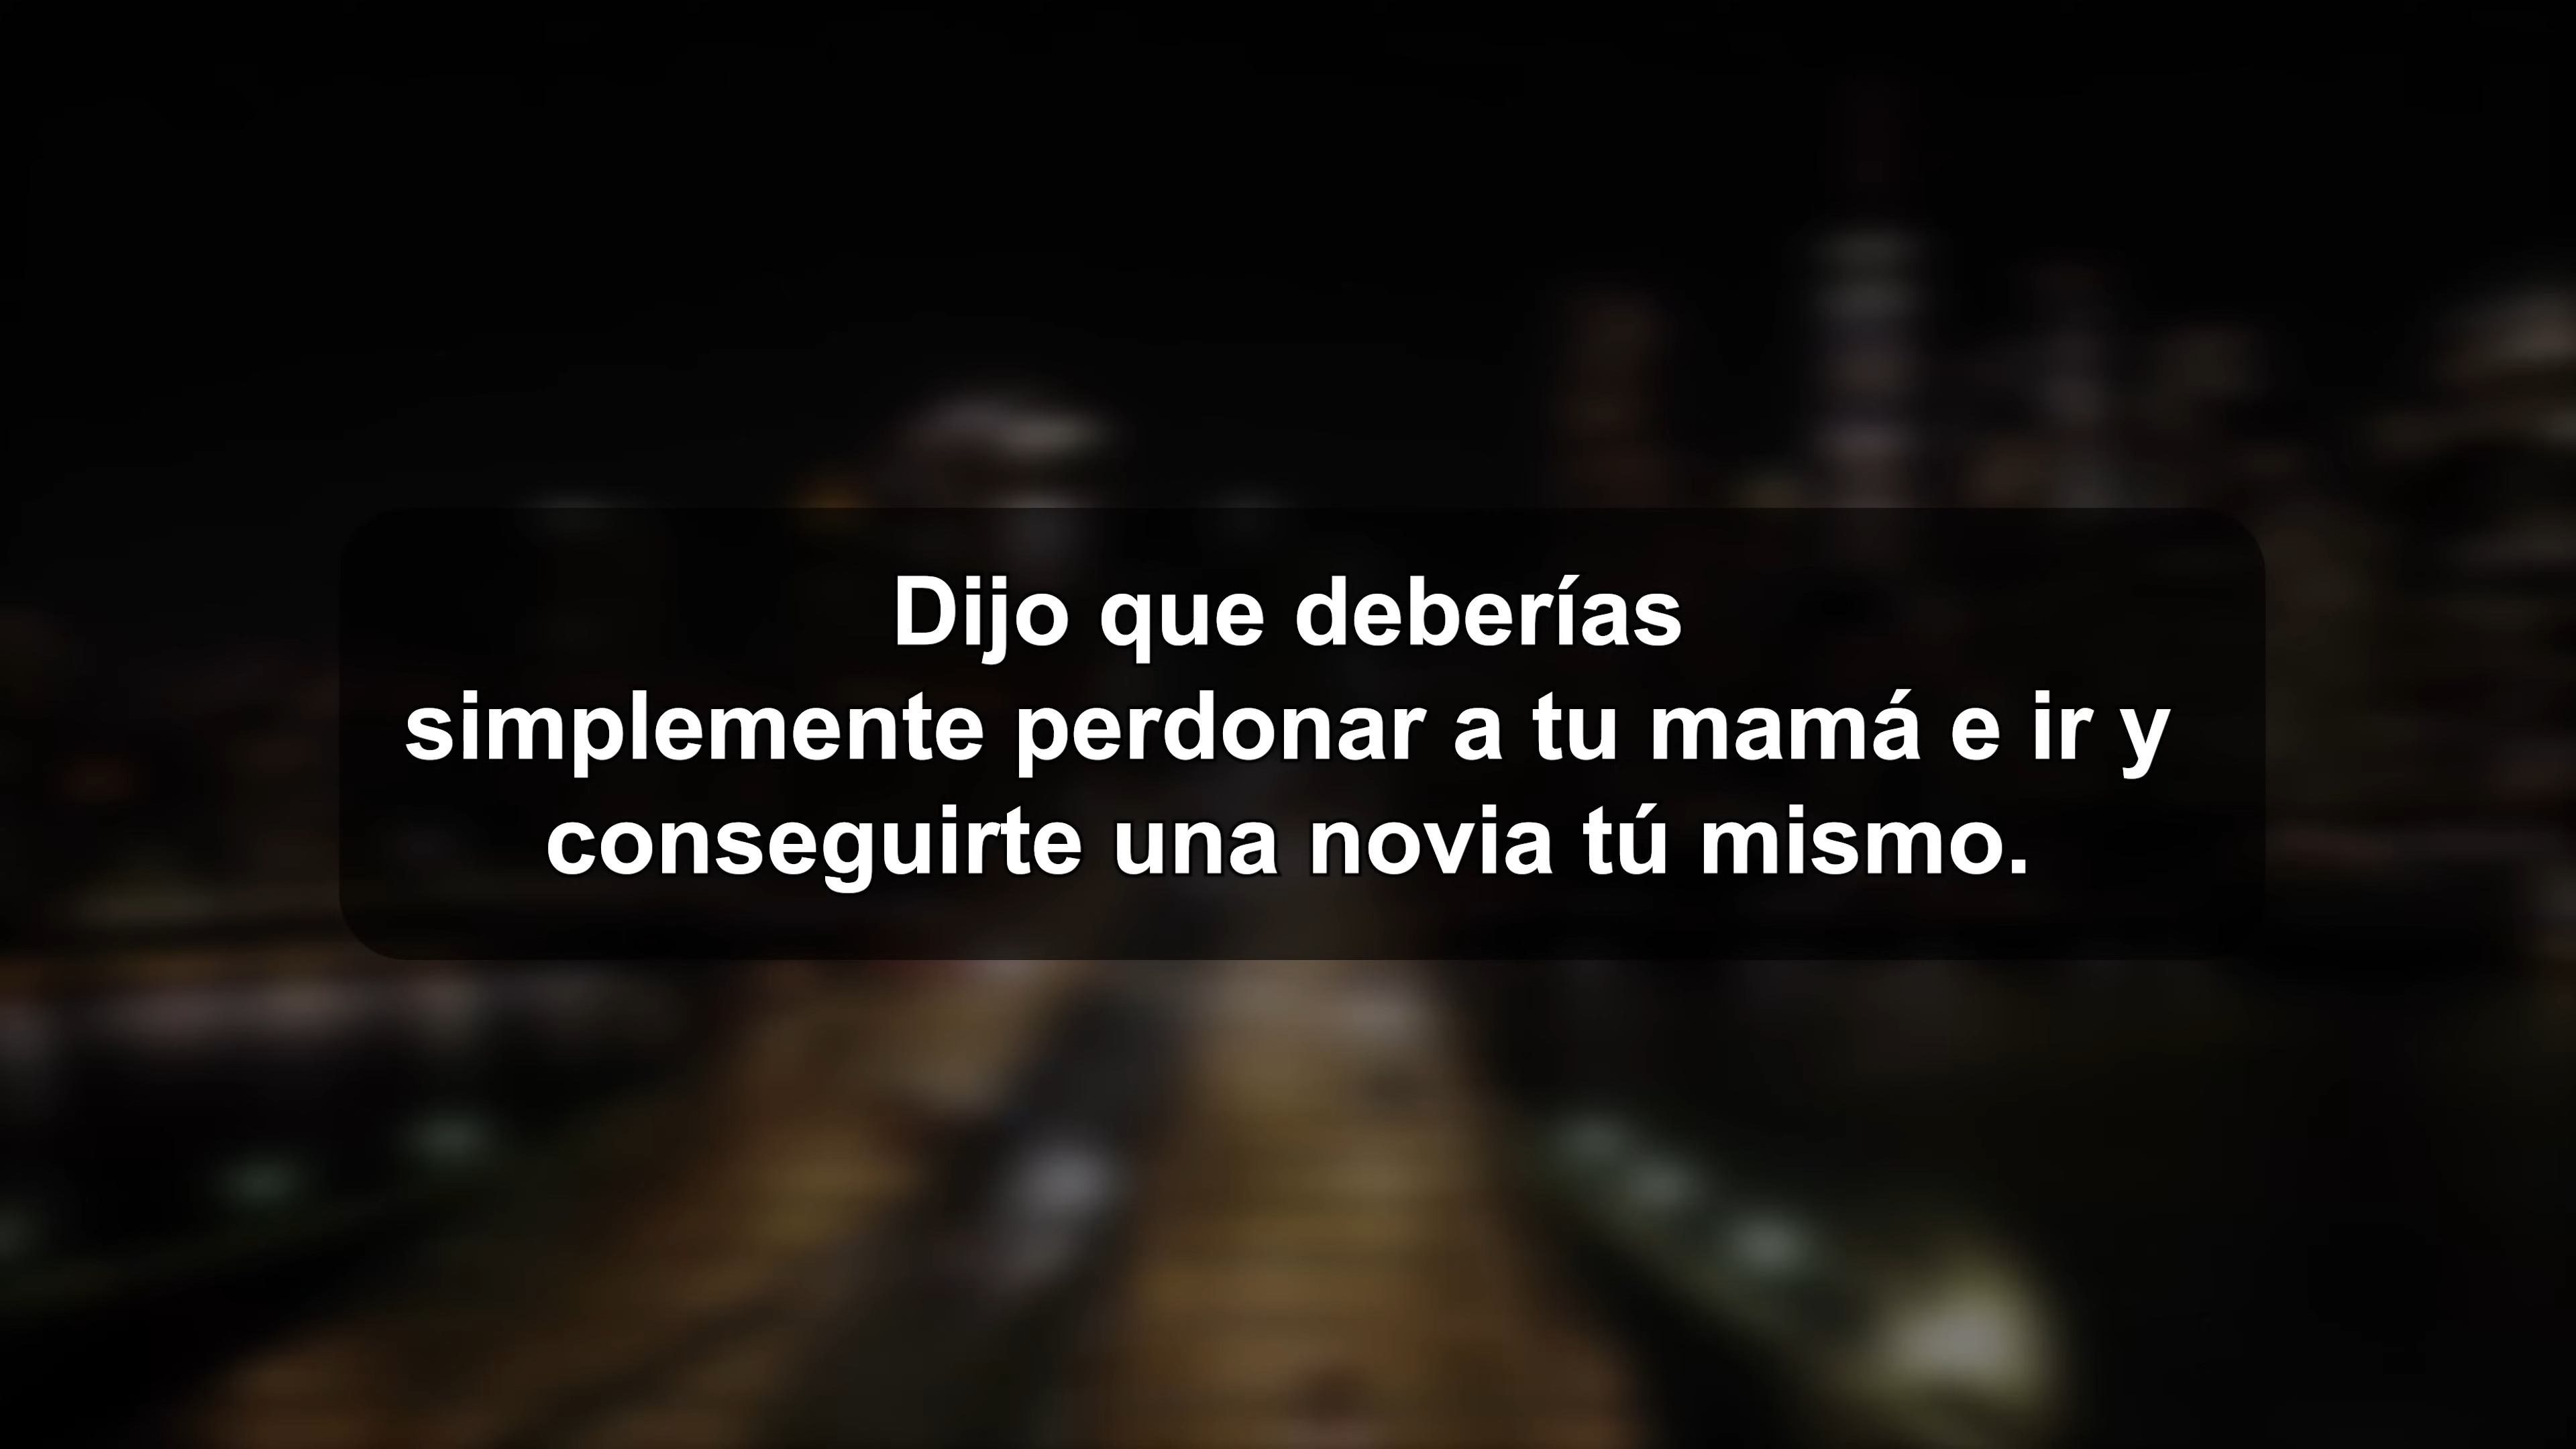 Dijo que deberías
simplemente perdonar a tu mamá e ir y
conseguirte una novia tú mismo.